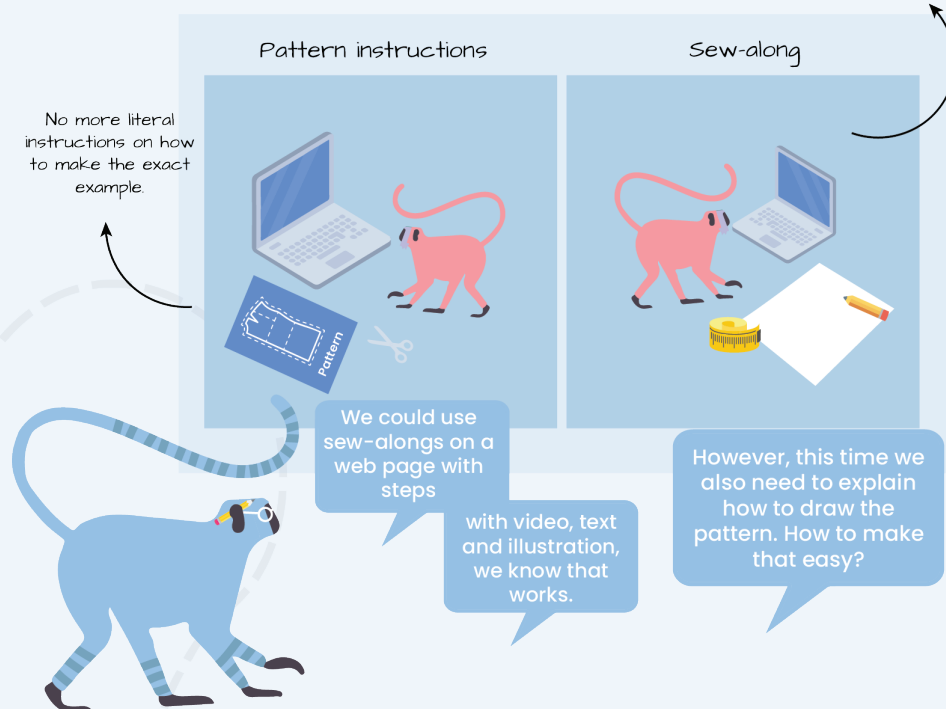 Pattern instructions
Sew-along
No more literal
instructions on how
to make the exact
example.
Pattern
We could use
sew-alongs on a
web page with
steps
with video, text
and illustration,
we know that
works.
However, this time we
also need to explain
how to draw the
pattern. How to make
that easy?